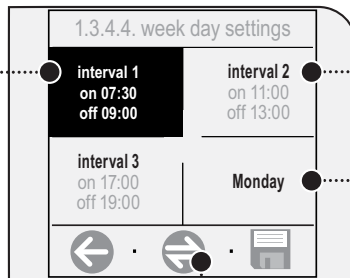 1.3.4.4. week day settings
interval 1
on 07:30
off 09:00
interval 2
on 11:00
off 13:00
interval 3
on 17:00
off 19:00
Monday